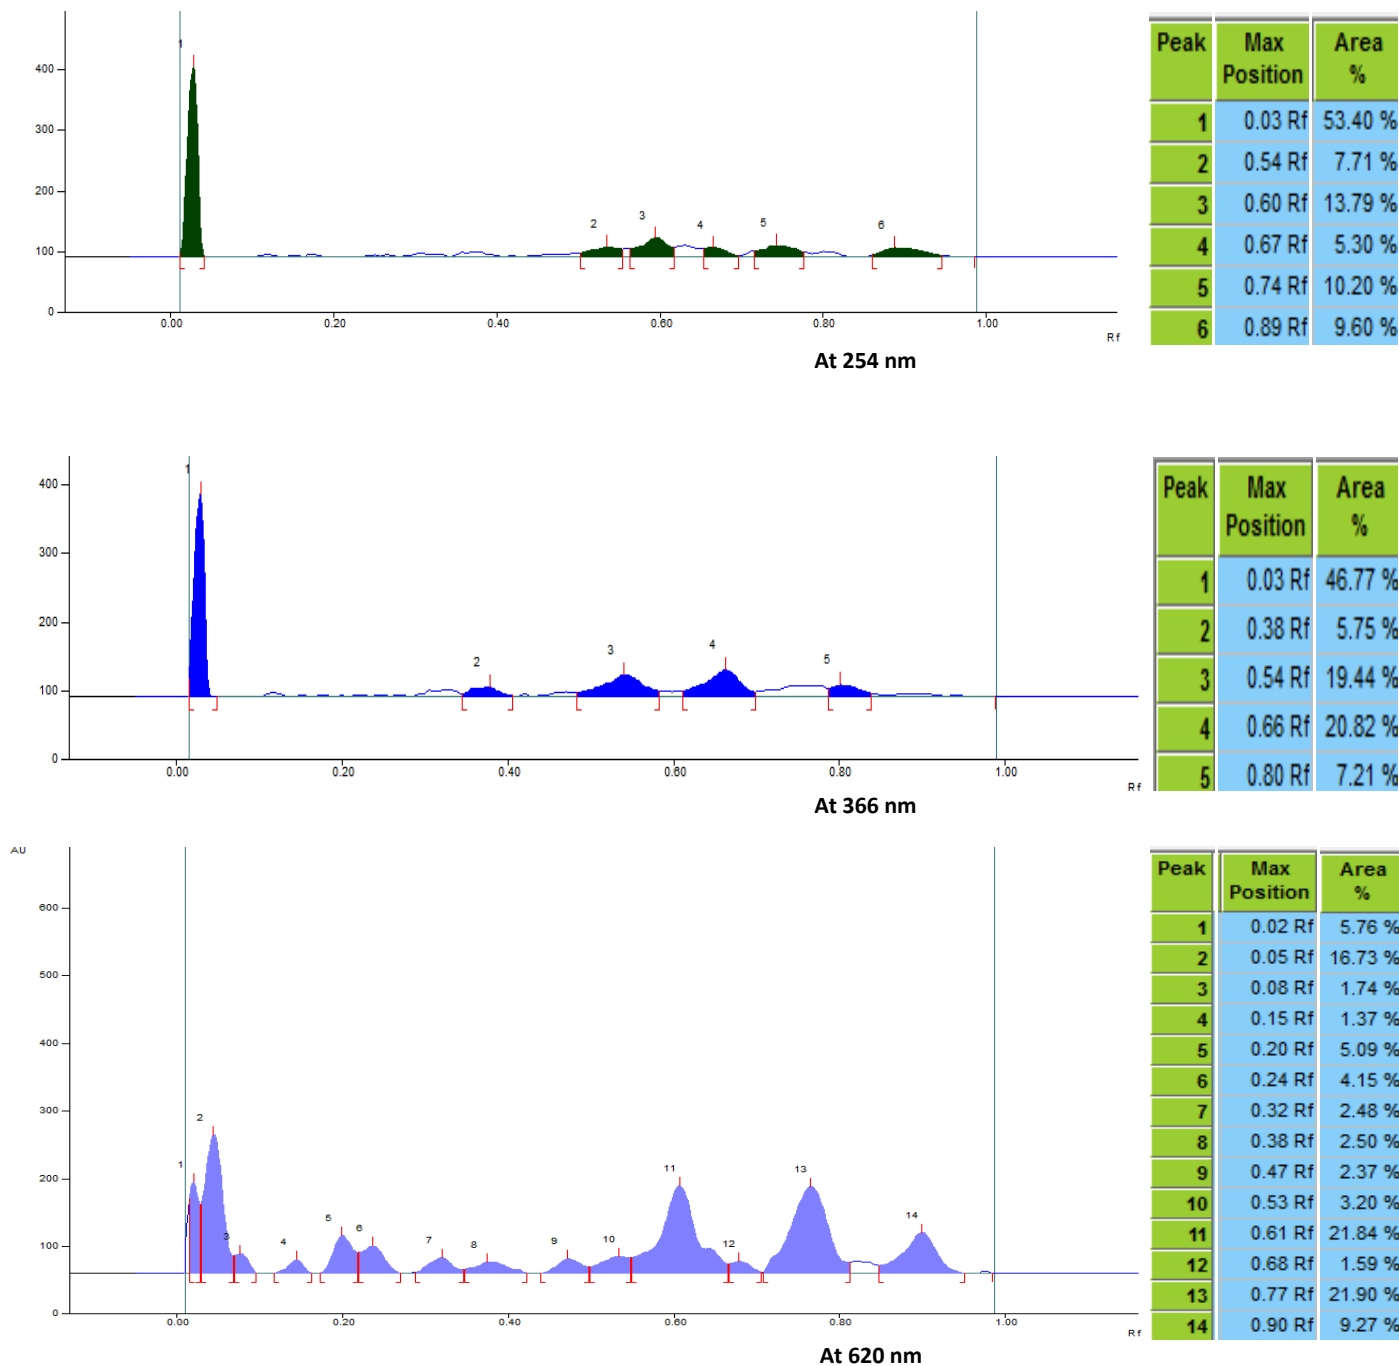 1
400
300
200
100
0
2
3
4
5
6
0.00
0.20
0.40
0.60
0.80
1.00
Rf
At 254 nm
Peak Max Position Area %
1 0.03 Rf 53.40 %
2 0.54 Rf 7.71 %
3 0.60 Rf 13.79 %
4 0.67 Rf 5.30 %
5 0.74 Rf 10.20 %
6 0.89 Rf 9.60 %
1
400
300
200
100
0
2
3
4
5
0.00
0.20
0.40
0.60
0.80
1.00
Rf
At 366 nm
Peak Max Position Area %
1 0.03 Rf 46.77 %
2 0.38 Rf 5.75 %
3 0.54 Rf 19.44 %
4 0.66 Rf 20.82 %
5 0.80 Rf 7.21 %
AU
600
500
400
300
200
100
0
1
2
3
4
5
6
7
8
9
10
11
12
13
14
0.00
0.20
0.40
0.60
0.80
1.00
Rf
At 620 nm
Peak Max Position Area %
1 0.02 Rf 5.76 %
2 0.05 Rf 16.73 %
3 0.08 Rf 1.74 %
4 0.15 Rf 1.37 %
5 0.20 Rf 5.09 %
6 0.24 Rf 4.15 %
7 0.32 Rf 2.48 %
8 0.38 Rf 2.50 %
9 0.47 Rf 2.37 %
10 0.53 Rf 3.20 %
11 0.61 Rf 21.84 %
12 0.68 Rf 1.59 %
13 0.77 Rf 21.90 %
14 0.90 Rf 9.27 %